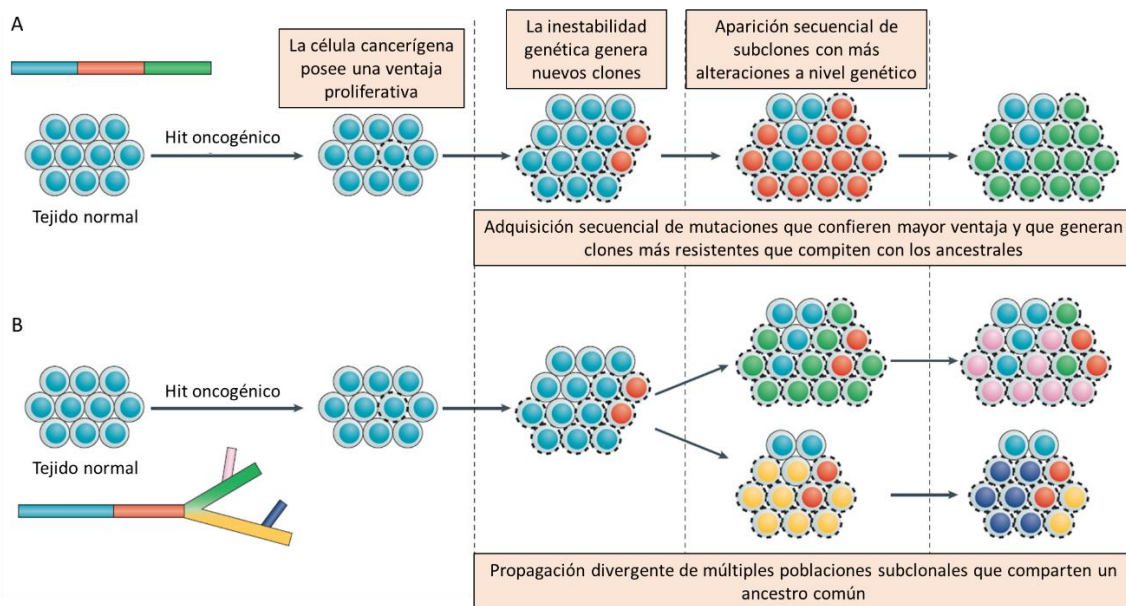 A
La célula cancerígena
posee una ventaja
proliferativa
La inestabilidad
genética genera
nuevos clones
Aparición secuencial de
subclones con más
alteraciones a nivel genético
Hit oncogénico
Tejido normal
Adquisición secuencial de mutaciones que confieren mayor ventaja y que generan
clones más resistentes que compiten con los ancestrales
B
Hit oncogénico
Tejido normal
Propagación divergente de múltiples poblaciones subclonales que comparten un
ancestro común